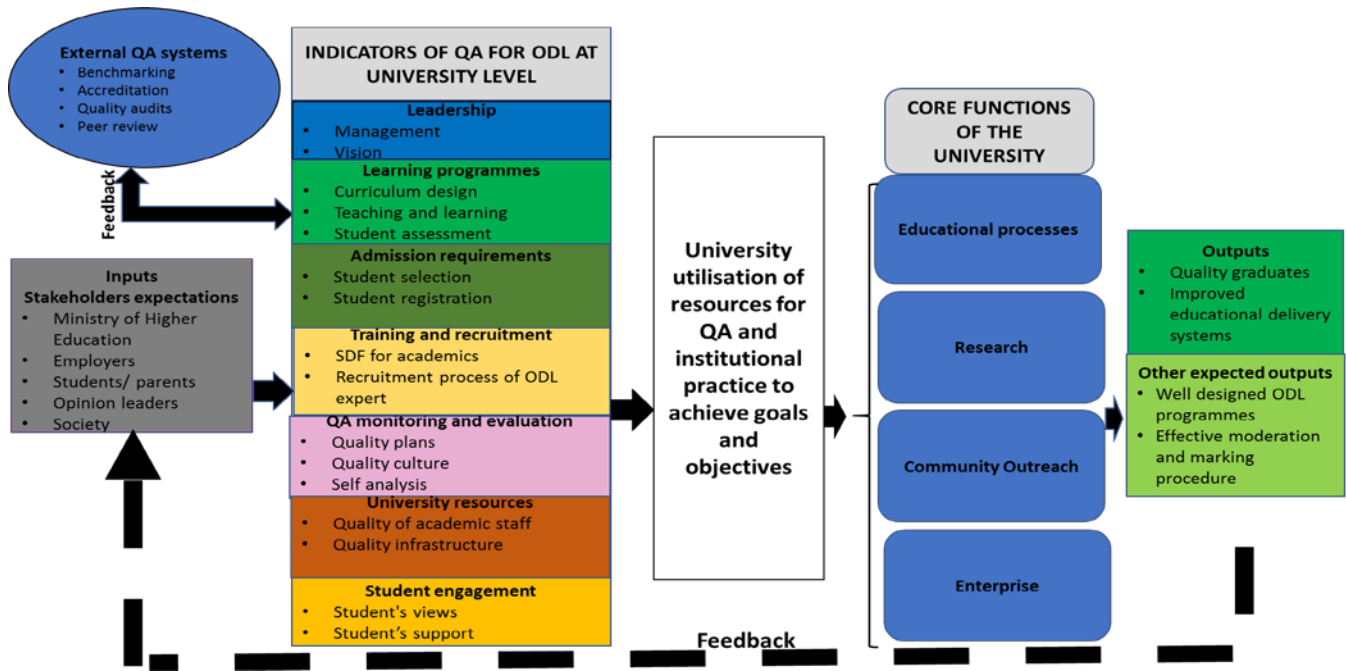 External QA systems
• Benchmarking
• Accreditation
• Quality audits
• Peer review
Feedback
Inputs
Stakeholders expectations
• Ministry of Higher
Education
• Employers
• Students/ parents
• Opinion leaders
• Society
INDICATORS OF QA FOR ODL AT
UNIVERSITY LEVEL
Leadership
• Management
• Vision
Learning programmes
• Curriculum design
• Teaching and learning
• Student assessment
Admission requirements
• Student selection
• Student registration
Training and recruitment
• SDF for academics
• Recruitment process of ODL
expert
QA monitoring and evaluation
• Quality plans
• Quality culture
• Self analysis
University resources
• Quality of academic staff
• Quality infrastructure
Student engagement
• Student's views
• Student’s support
University
utilisation of
resources for
QA and
institutional
practice to
achieve goals
and
objectives
CORE FUNCTIONS
OF THE
UNIVERSITY
Educational processes
Research
Community Outreach
Enterprise
Outputs
• Quality graduates
• Improved
educational delivery
systems
Other expected outputs
• Well designed ODL
programmes
• Effective moderation
and marking
procedure
Feedback